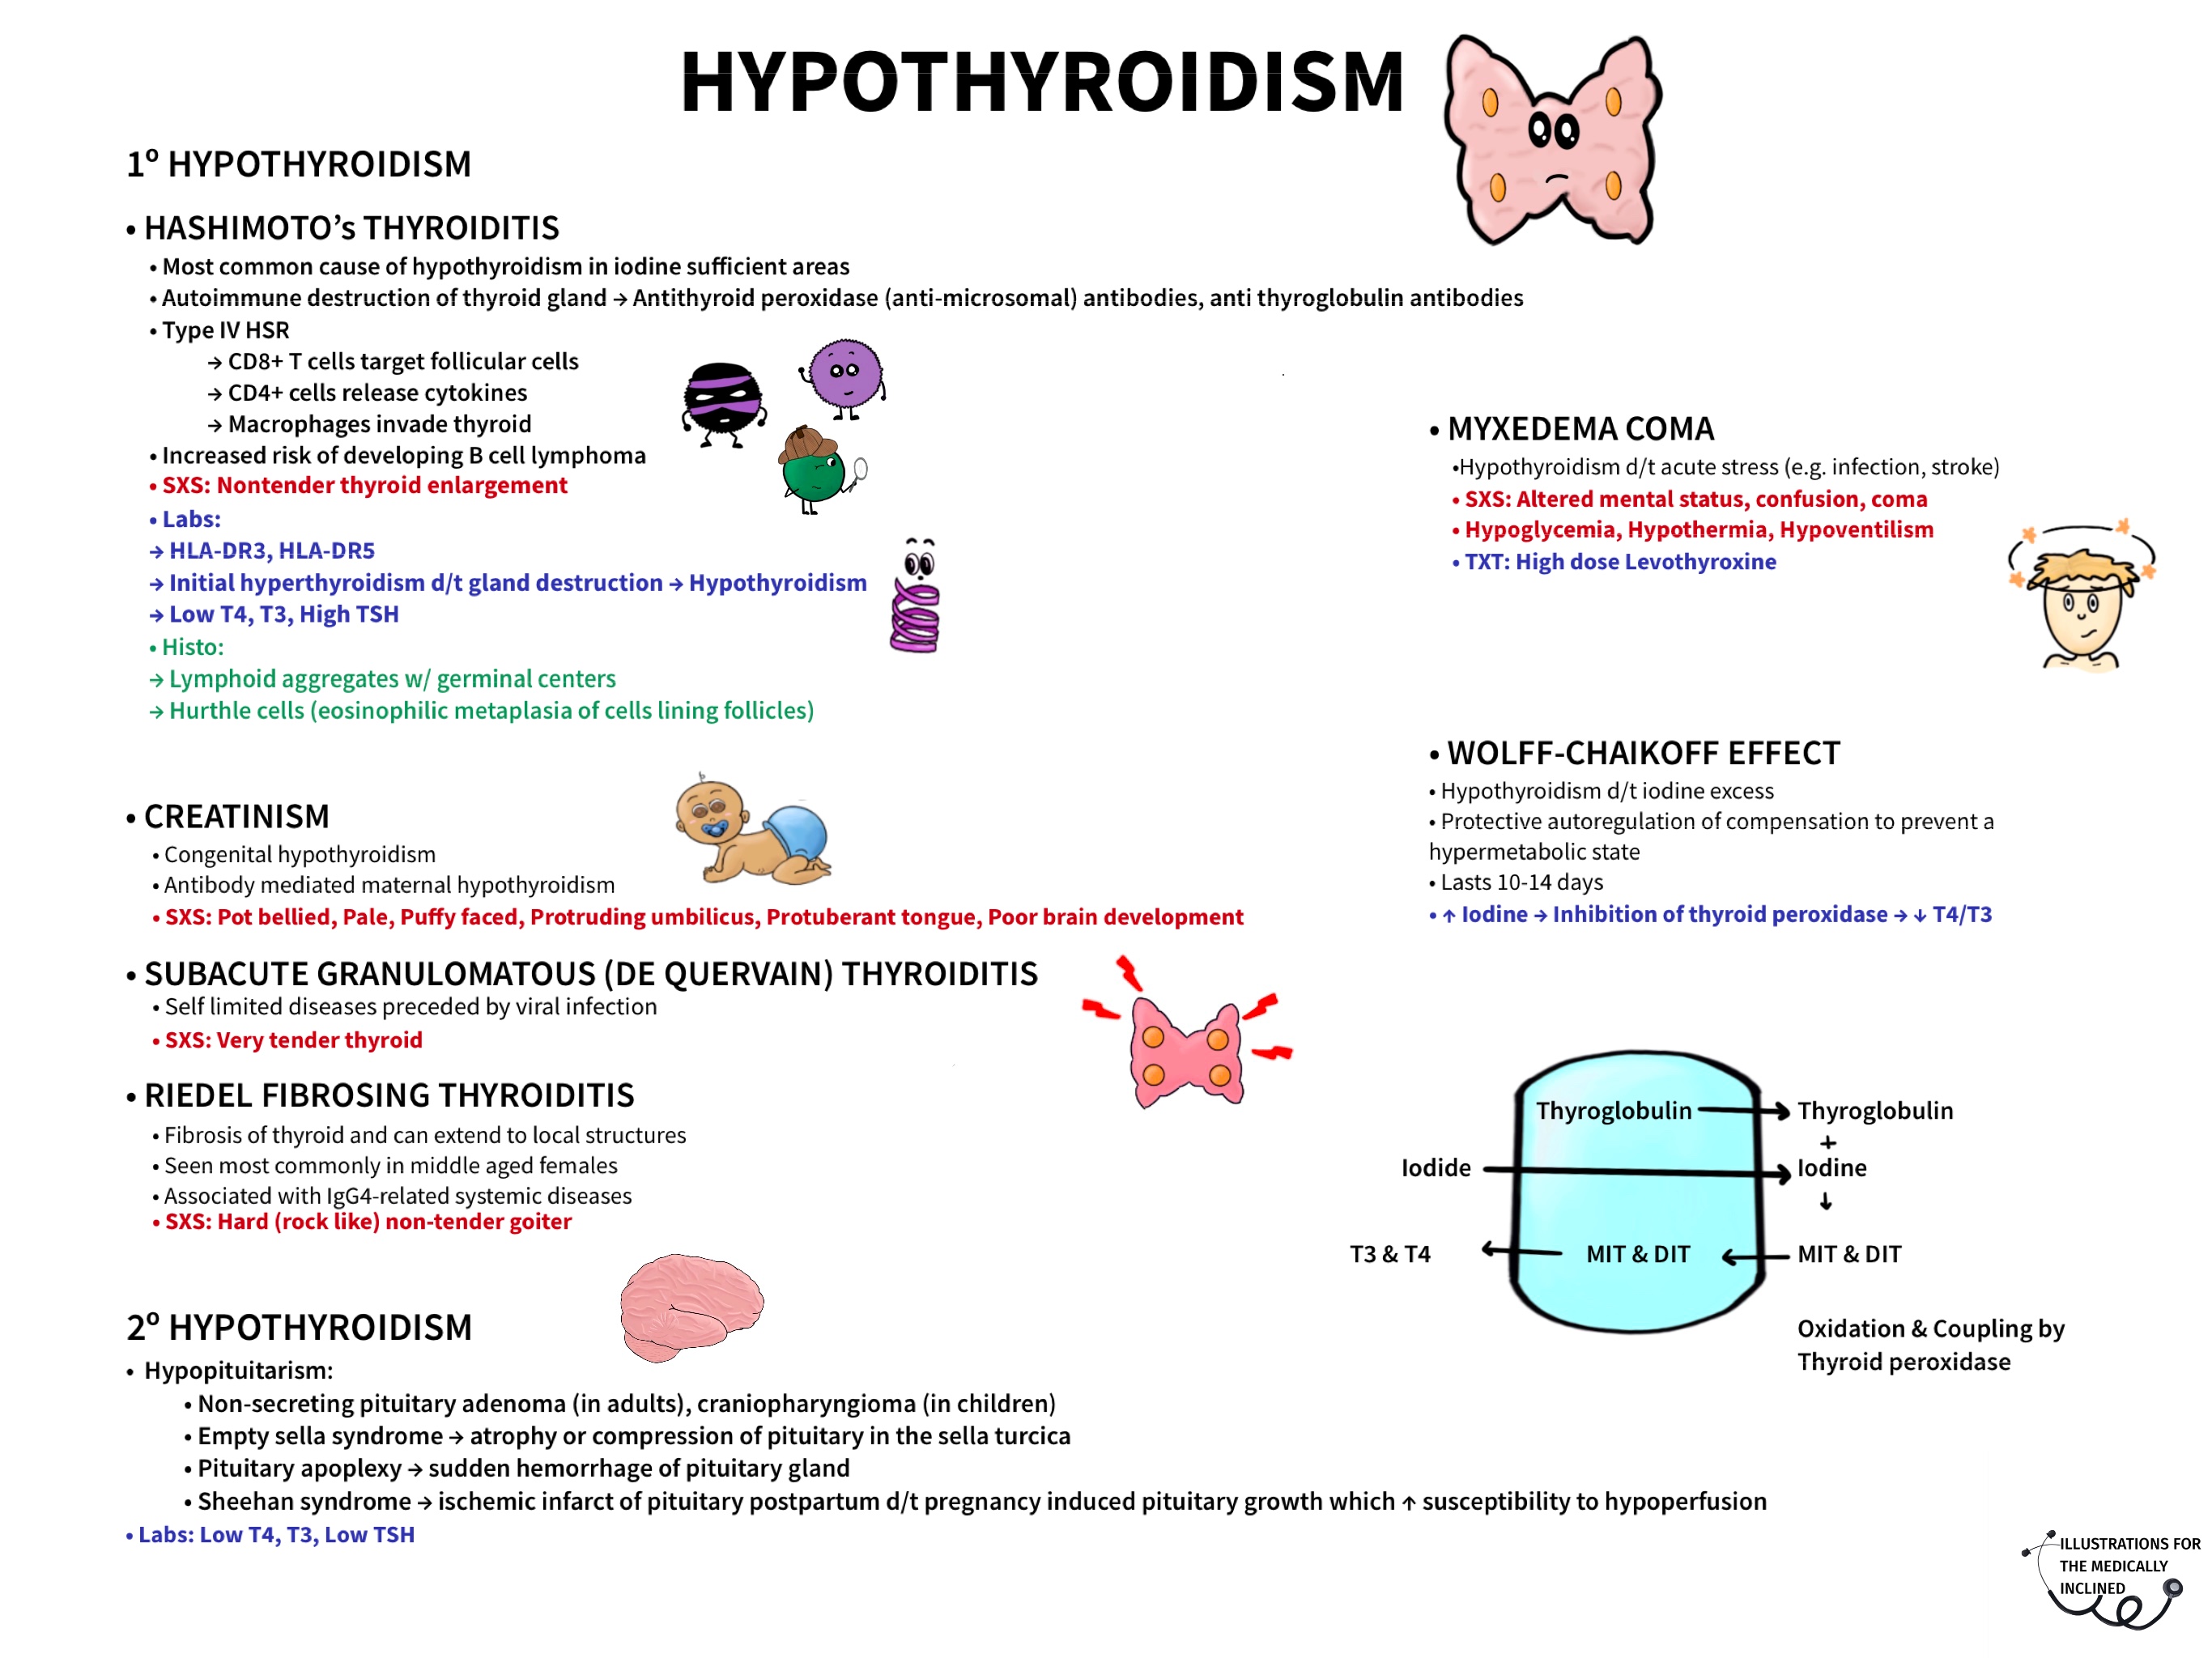 HYPOTHYROIDISM
1º HYPOTHYROIDISM
• HASHIMOTO’s THYROIDITIS
• Most common cause of hypothyroidism in iodine sufficient areas
• Autoimmune destruction of thyroid gland → Antithyroid peroxidase (anti-microsomal) antibodies, anti thyroglobulin antibodies
• Type IV HSR
→ CD8+ T cells target follicular cells
→ CD4+ cells release cytokines
→ Macrophages invade thyroid
• Increased risk of developing B cell lymphoma
• SXS: Nontender thyroid enlargement
• Labs:
→ HLA-DR3, HLA-DR5
→ Initial hyperthyroidism d/t gland destruction → Hypothyroidism
→ Low T4, T3, High TSH
• Histo:
→ Lymphoid aggregates w/ germinal centers
→ Hurthle cells (eosinophilic metaplasia of cells lining follicles)
• CREATINISM
• Congenital hypothyroidism
• Antibody mediated maternal hypothyroidism
• SXS: Pot bellied, Pale, Puffy faced, Protruding umbilicus, Protuberant tongue, Poor brain development
• SUBACUTE GRANULOMATOUS (DE QUERVAIN) THYROIDITIS
• Self limited diseases preceded by viral infection
• SXS: Very tender thyroid
• RIEDEL FIBROSING THYROIDITIS
• Fibrosis of thyroid and can extend to local structures
• Seen most commonly in middle aged females
• Associated with IgG4-related systemic diseases
• SXS: Hard (rock like) non-tender goiter
2º HYPOTHYROIDISM
• Hypopituitarism:
• Non-secreting pituitary adenoma (in adults), craniopharyngioma (in children)
• Empty sella syndrome → atrophy or compression of pituitary in the sella turcica
• Pituitary apoplexy → sudden hemorrhage of pituitary gland
• Sheehan syndrome → ischemic infarct of pituitary postpartum d/t pregnancy induced pituitary growth which ↑ susceptibility to hypoperfusion
• Labs: Low T4, T3, Low TSH
• MYXEDEMA COMA
•Hypothyroidism d/t acute stress (e.g. infection, stroke)
• SXS: Altered mental status, confusion, coma
• Hypoglycemia, Hypothermia, Hypoventilism
• TXT: High dose Levothyroxine
• WOLFF-CHAIKOFF EFFECT
• Hypothyroidism d/t iodine excess
• Protective autoregulation of compensation to prevent a
hypermetabolic state
• Lasts 10-14 days
• ↑ Iodine → Inhibition of thyroid peroxidase → ↓ T4/T3
Thyroglobulin → Thyroglobulin
+
Iodide → Iodine
↓
T3 & T4 ← MIT & DIT ← MIT & DIT
Oxidation & Coupling by
Thyroid peroxidase
ILLUSTRATIONS FOR
THE MEDICALLY
INCLINED